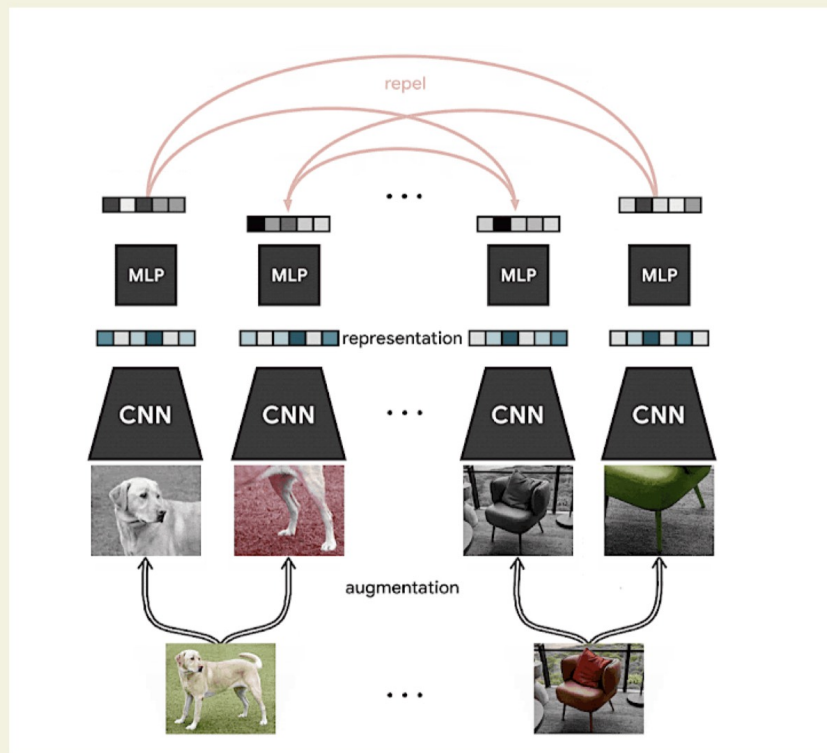 repel
...
MLP MLP MLP MLP
representation
CNN CNN ... CNN CNN
augmentation
...